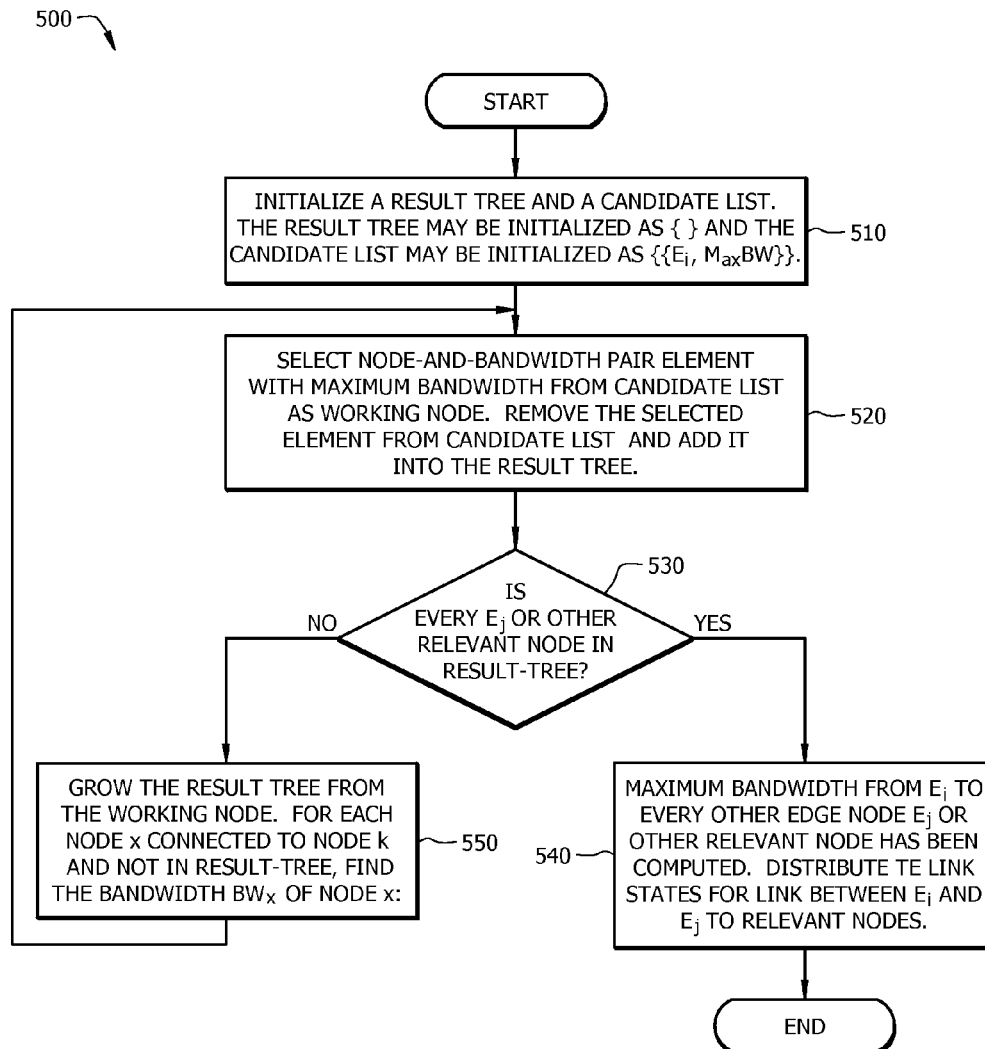 500
START
INITIALIZE A RESULT TREE AND A CANDIDATE LIST.
THE RESULT TREE MAY BE INITIALIZED AS { } AND THE
CANDIDATE LIST MAY BE INITIALIZED AS {{Ei, MaxBW}}.
510
SELECT NODE-AND-BANDWIDTH PAIR ELEMENT
WITH MAXIMUM BANDWIDTH FROM CANDIDATE LIST
AS WORKING NODE. REMOVE THE SELECTED
ELEMENT FROM CANDIDATE LIST AND ADD IT
INTO THE RESULT TREE.
520
530
IS
EVERY Ej OR OTHER
RELEVANT NODE IN
RESULT-TREE?
NO
YES
GROW THE RESULT TREE FROM
THE WORKING NODE. FOR EACH
NODE x CONNECTED TO NODE k
AND NOT IN RESULT-TREE, FIND
THE BANDWIDTH BWx OF NODE x:
550
540
MAXIMUM BANDWIDTH FROM Ei TO
EVERY OTHER EDGE NODE Ej OR
OTHER RELEVANT NODE HAS BEEN
COMPUTED. DISTRIBUTE TE LINK
STATES FOR LINK BETWEEN Ei AND
Ej TO RELEVANT NODES.
END